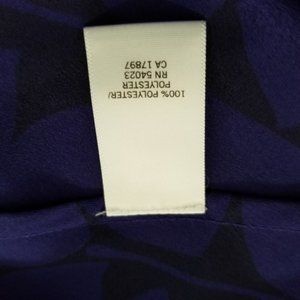 100% POLYESTER/
POLYESTER
RN 54023
CA 17897